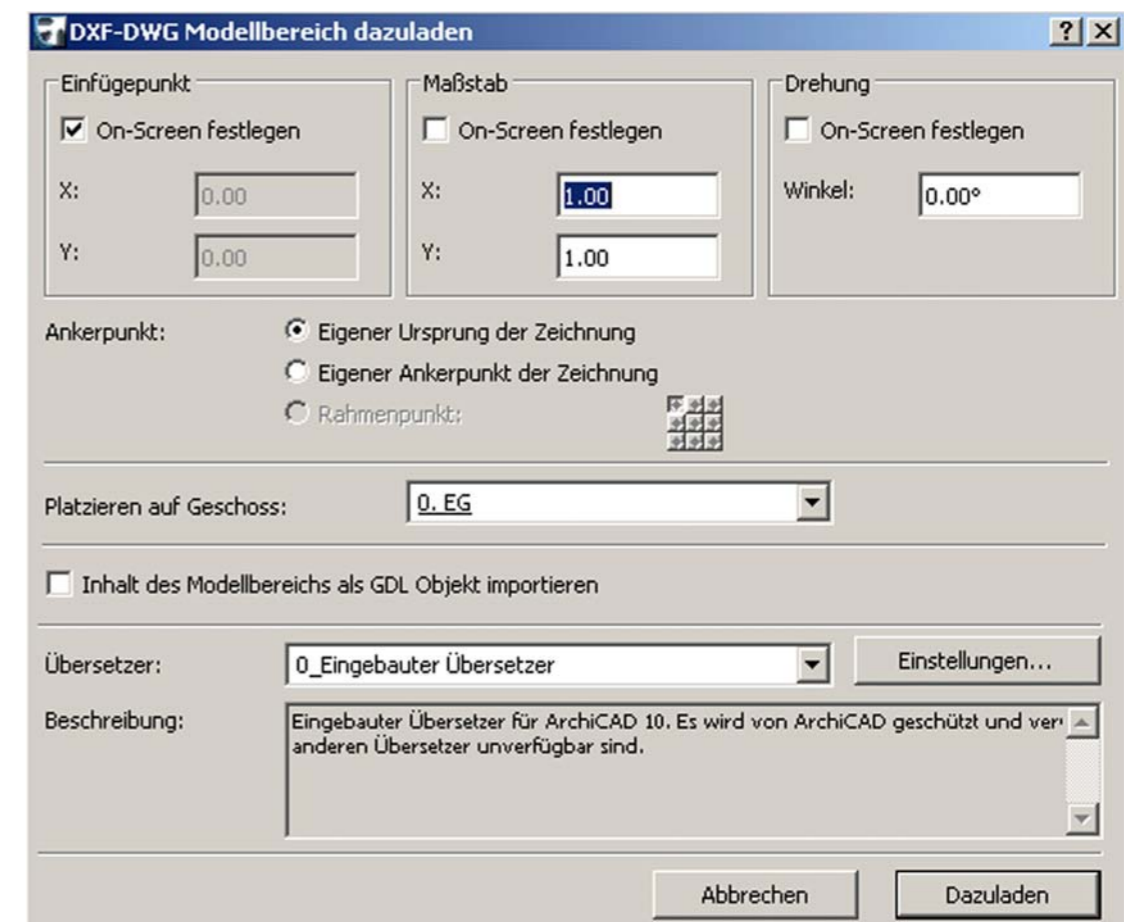 DXF-DWG Modellbereich dazuladen
Einfügepunkt
Maßstab
Drehung
On-Screen festlegen
On-Screen festlegen
On-Screen festlegen
X: 0.00
X: 1.00
Winkel: 0.00°
Y: 0.00
Y: 1.00
Ankerpunkt:
Eigener Ursprung der Zeichnung
Eigener Ankerpunkt der Zeichnung
Rahmenpunkt:
Platzieren auf Geschoss: 0. EG
Inhalt des Modellbereichs als GDL Objekt importieren
Übersetzer: 0_Eingebauter Übersetzer
Einstellungen...
Beschreibung:
Eingebauter Übersetzer für ArchiCAD 10. Es wird von ArchiCAD geschützt und
anderen Übersetzer unverfügbar sind.
Abbrechen
Dazuladen